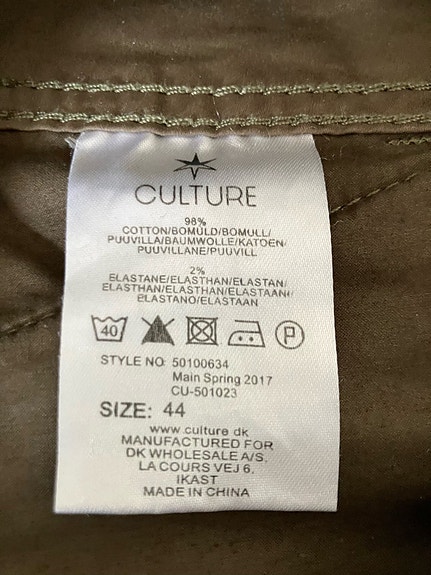 CULTURE
98%
COTTON/BOMULD/BOMULL/
PUUVILLA/BAUMWOLLE/KATOEN/
PUUVILLANE/PUUVILL
2%
ELASTANE/ELASTHAN/ELASTAN/
ELASTHAN/ELASTHAN/ELASTAAN/
ELASTANO/ELASTAAN
40 P
STYLE NO: 50100634
Main Spring 2017
CU-501023
SIZE: 44
www.culture.dk
MANUFACTURED FOR
DK WHOLESALE A/S,
LA COURS VEJ 6,
IKAST
MADE IN CHINA